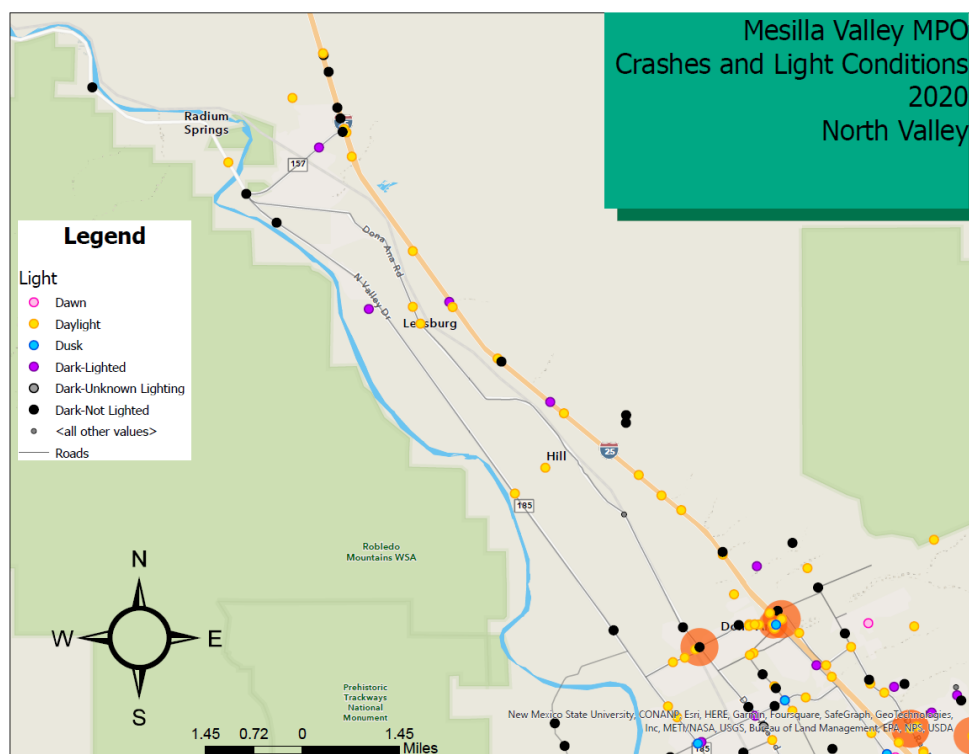 Mesilla Valley MPO
Crashes and Light Conditions
2020
North Valley
Radium
Springs
157
Legend
Light
Dawn
Daylight
Dusk
Dark-Lighted
Dark-Unknown Lighting
Dark-Not Lighted
<all other values>
Roads
Dona Ana Rd
N Valley Dr
Leasburg
Hill
25
185
Robledo
Mountains WSA
N
W
E
S
Prehistoric
Trackways
National
Monument
New Mexico State University, CONANP, Esri, HERE, Garmin, Foursquare, SafeGraph, GeoTechnologies,
Inc, METI/NASA, USGS, Bureau of Land Management, EPA, NPS, USDA
185
1.45 0.72 0 1.45
Miles